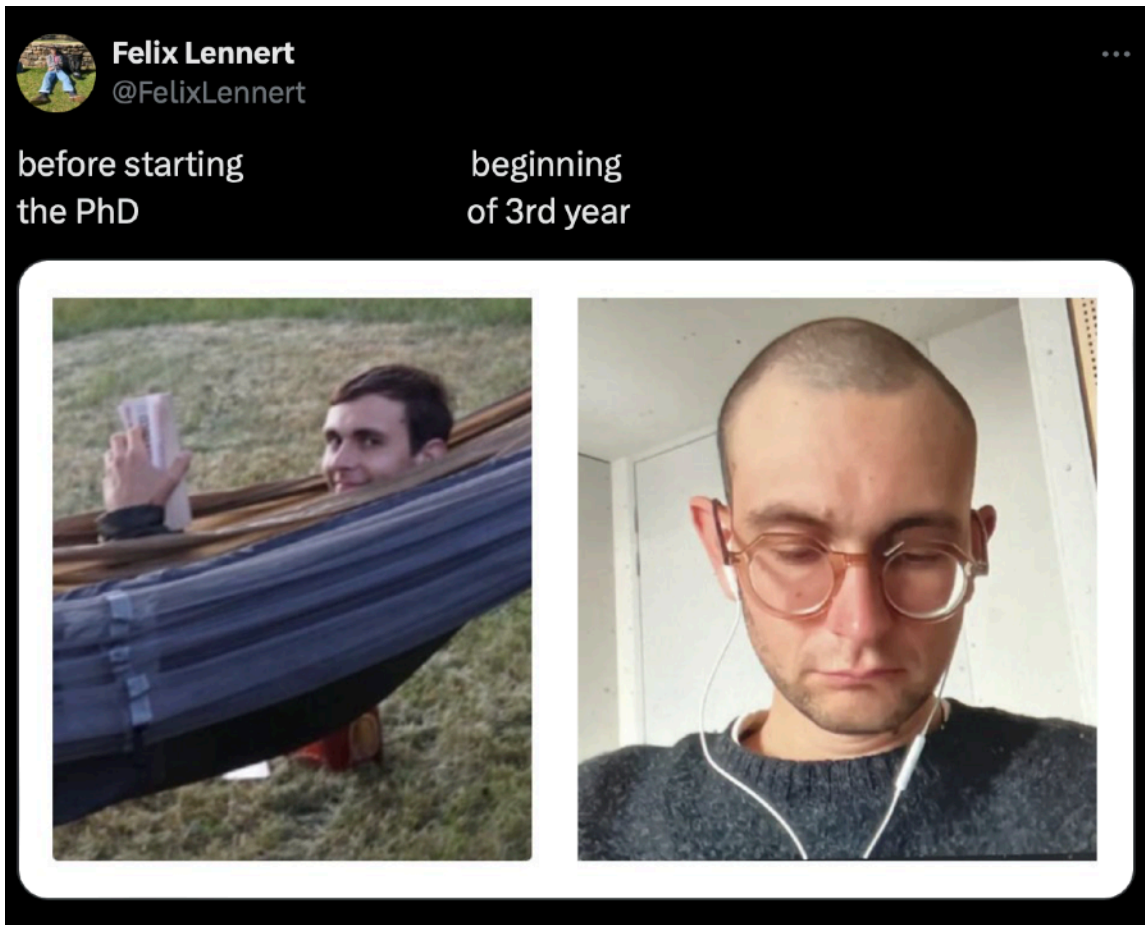 Felix Lennert
@FelixLennert
before starting beginning
the PhD of 3rd year